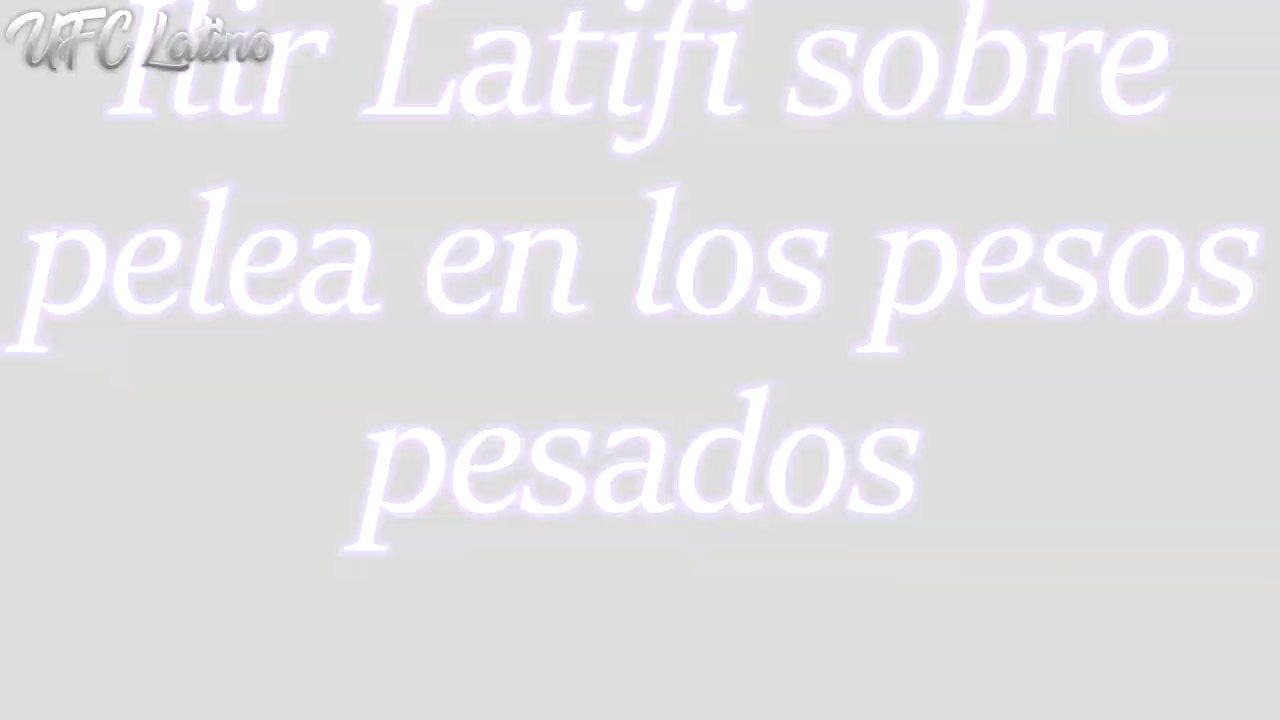 UFC Latino
Ilir Latifi sobre
pelea en los pesos
pesados